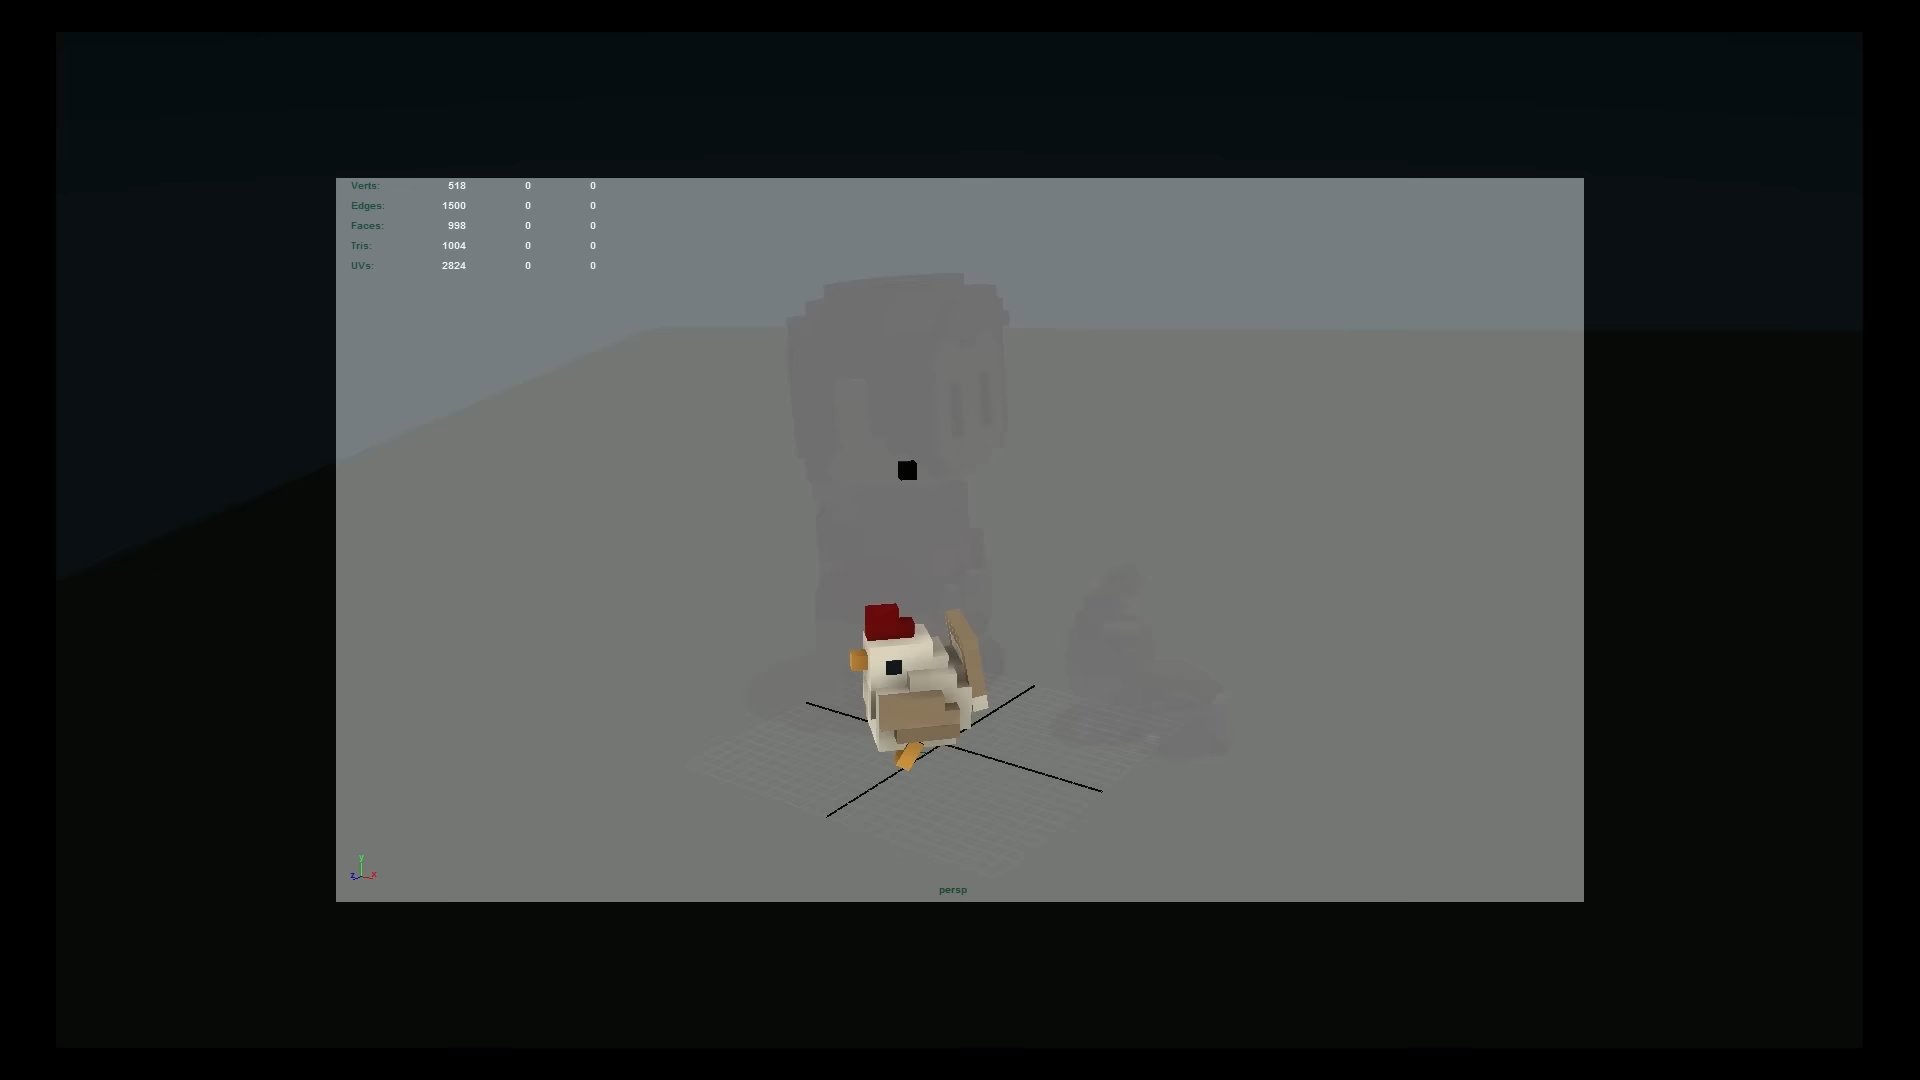 Verts: 518 0 0
Edges: 1500 0 0
Faces: 998 0 0
Tris: 1004 0 0
UVs: 2824 0 0
y
z x
persp